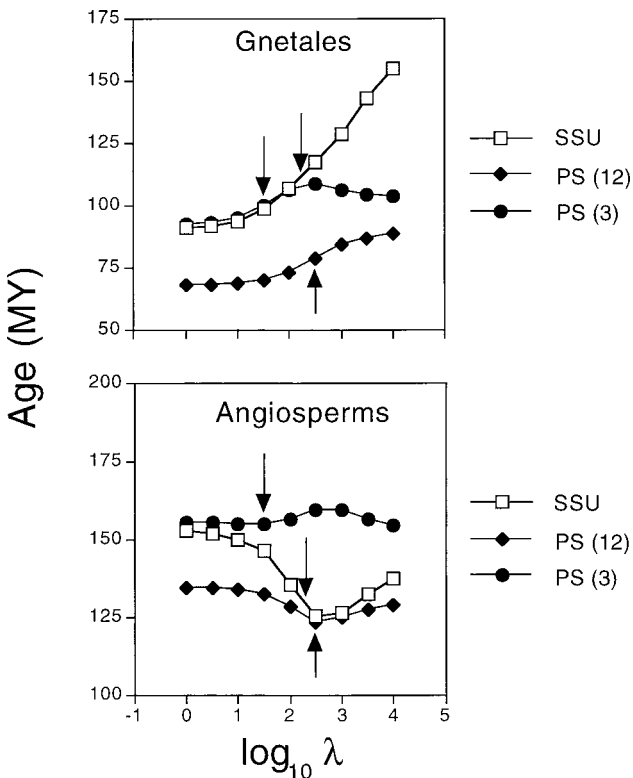 Gnetales
175
150
125
100
75
50
SSU
PS (12)
PS (3)
Age (MY)
Angiosperms
200
175
150
125
100
SSU
PS (12)
PS (3)
-1 0 1 2 3 4 5
log10 λ